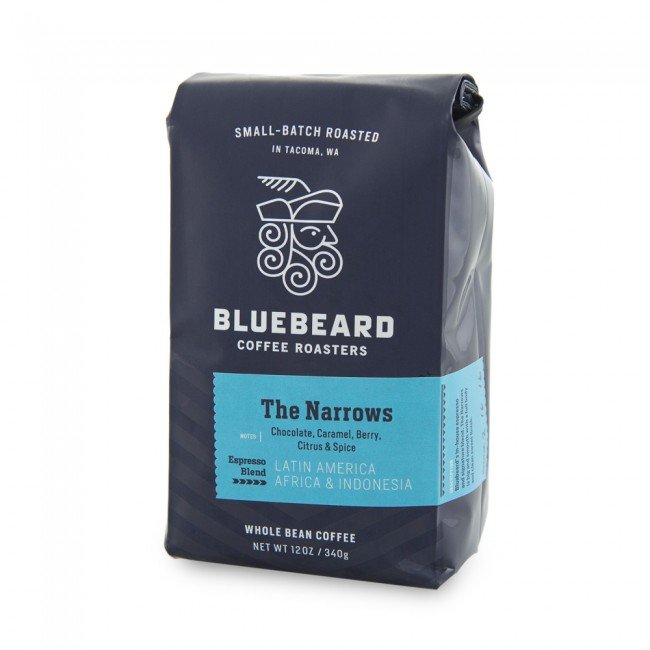 SMALL-BATCH ROASTED
IN TACOMA, WA
BLUEBEARD
COFFEE ROASTERS
The Narrows
NOTES
Chocolate, Caramel, Berry,
Citrus & Spice
Espresso
Blend
LATIN AMERICA
AFRICA & INDONESIA
WHOLE BEAN COFFEE
NET WT 12OZ / 340g